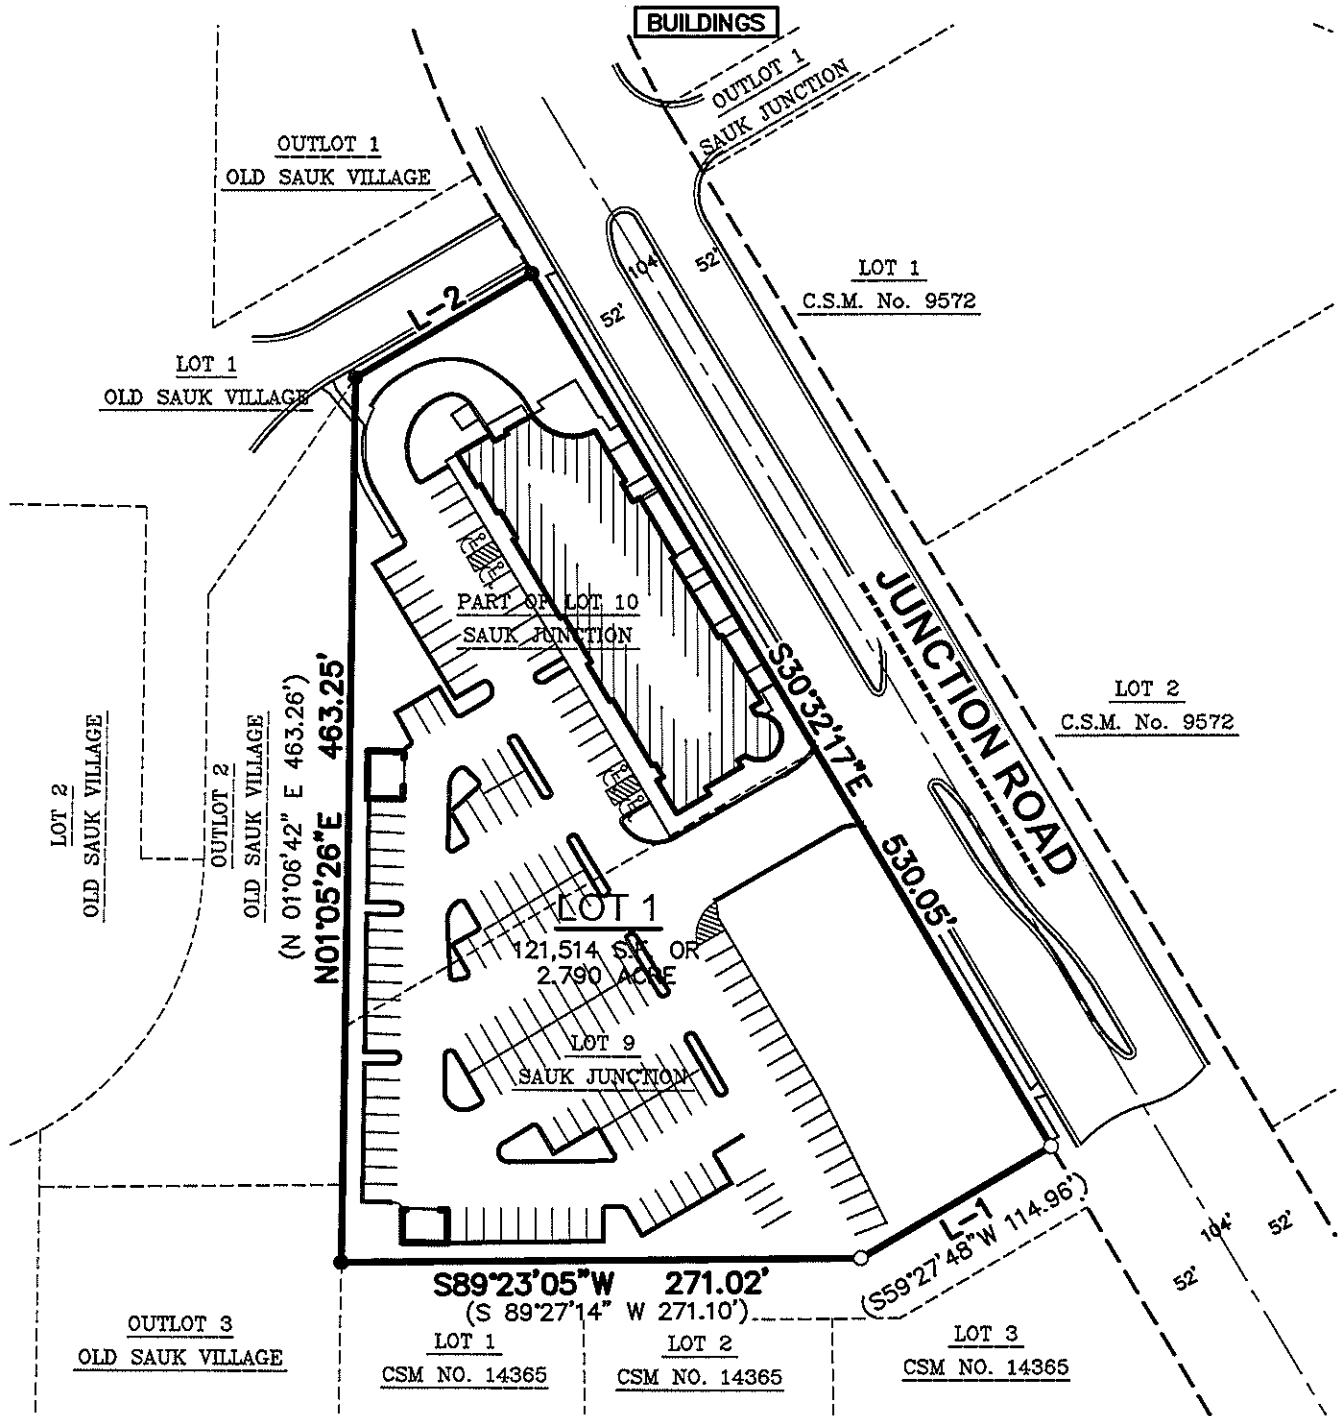 BUILDINGS
OUTLOT 1
SAUK JUNCTION
OUTLOT 1
OLD SAUK VILLAGE
104'
52'
52'
LOT 1
C.S.M. No. 9572
L-2
LOT 1
OLD SAUK VILLAGE
PART OF LOT 10
SAUK JUNCTION
JUNCTION ROAD
S30°32'17"E 530.05'
LOT 2
C.S.M. No. 9572
LOT 2
OLD SAUK VILLAGE
OUTLOT 2
OLD SAUK VILLAGE
(N 01°06'42" E 463.26')
N01°05'26"E 463.25'
LOT 1
121,514 S.F. OR
2.790 ACRE
LOT 9
SAUK JUNCTION
L-1
(S59°27'48"W 114.96')
104'
52'
52'
S89°23'05"W 271.02'
(S 89°27'14" W 271.10')
OUTLOT 3
OLD SAUK VILLAGE
LOT 1
CSM NO. 14365
LOT 2
CSM NO. 14365
LOT 3
CSM NO. 14365